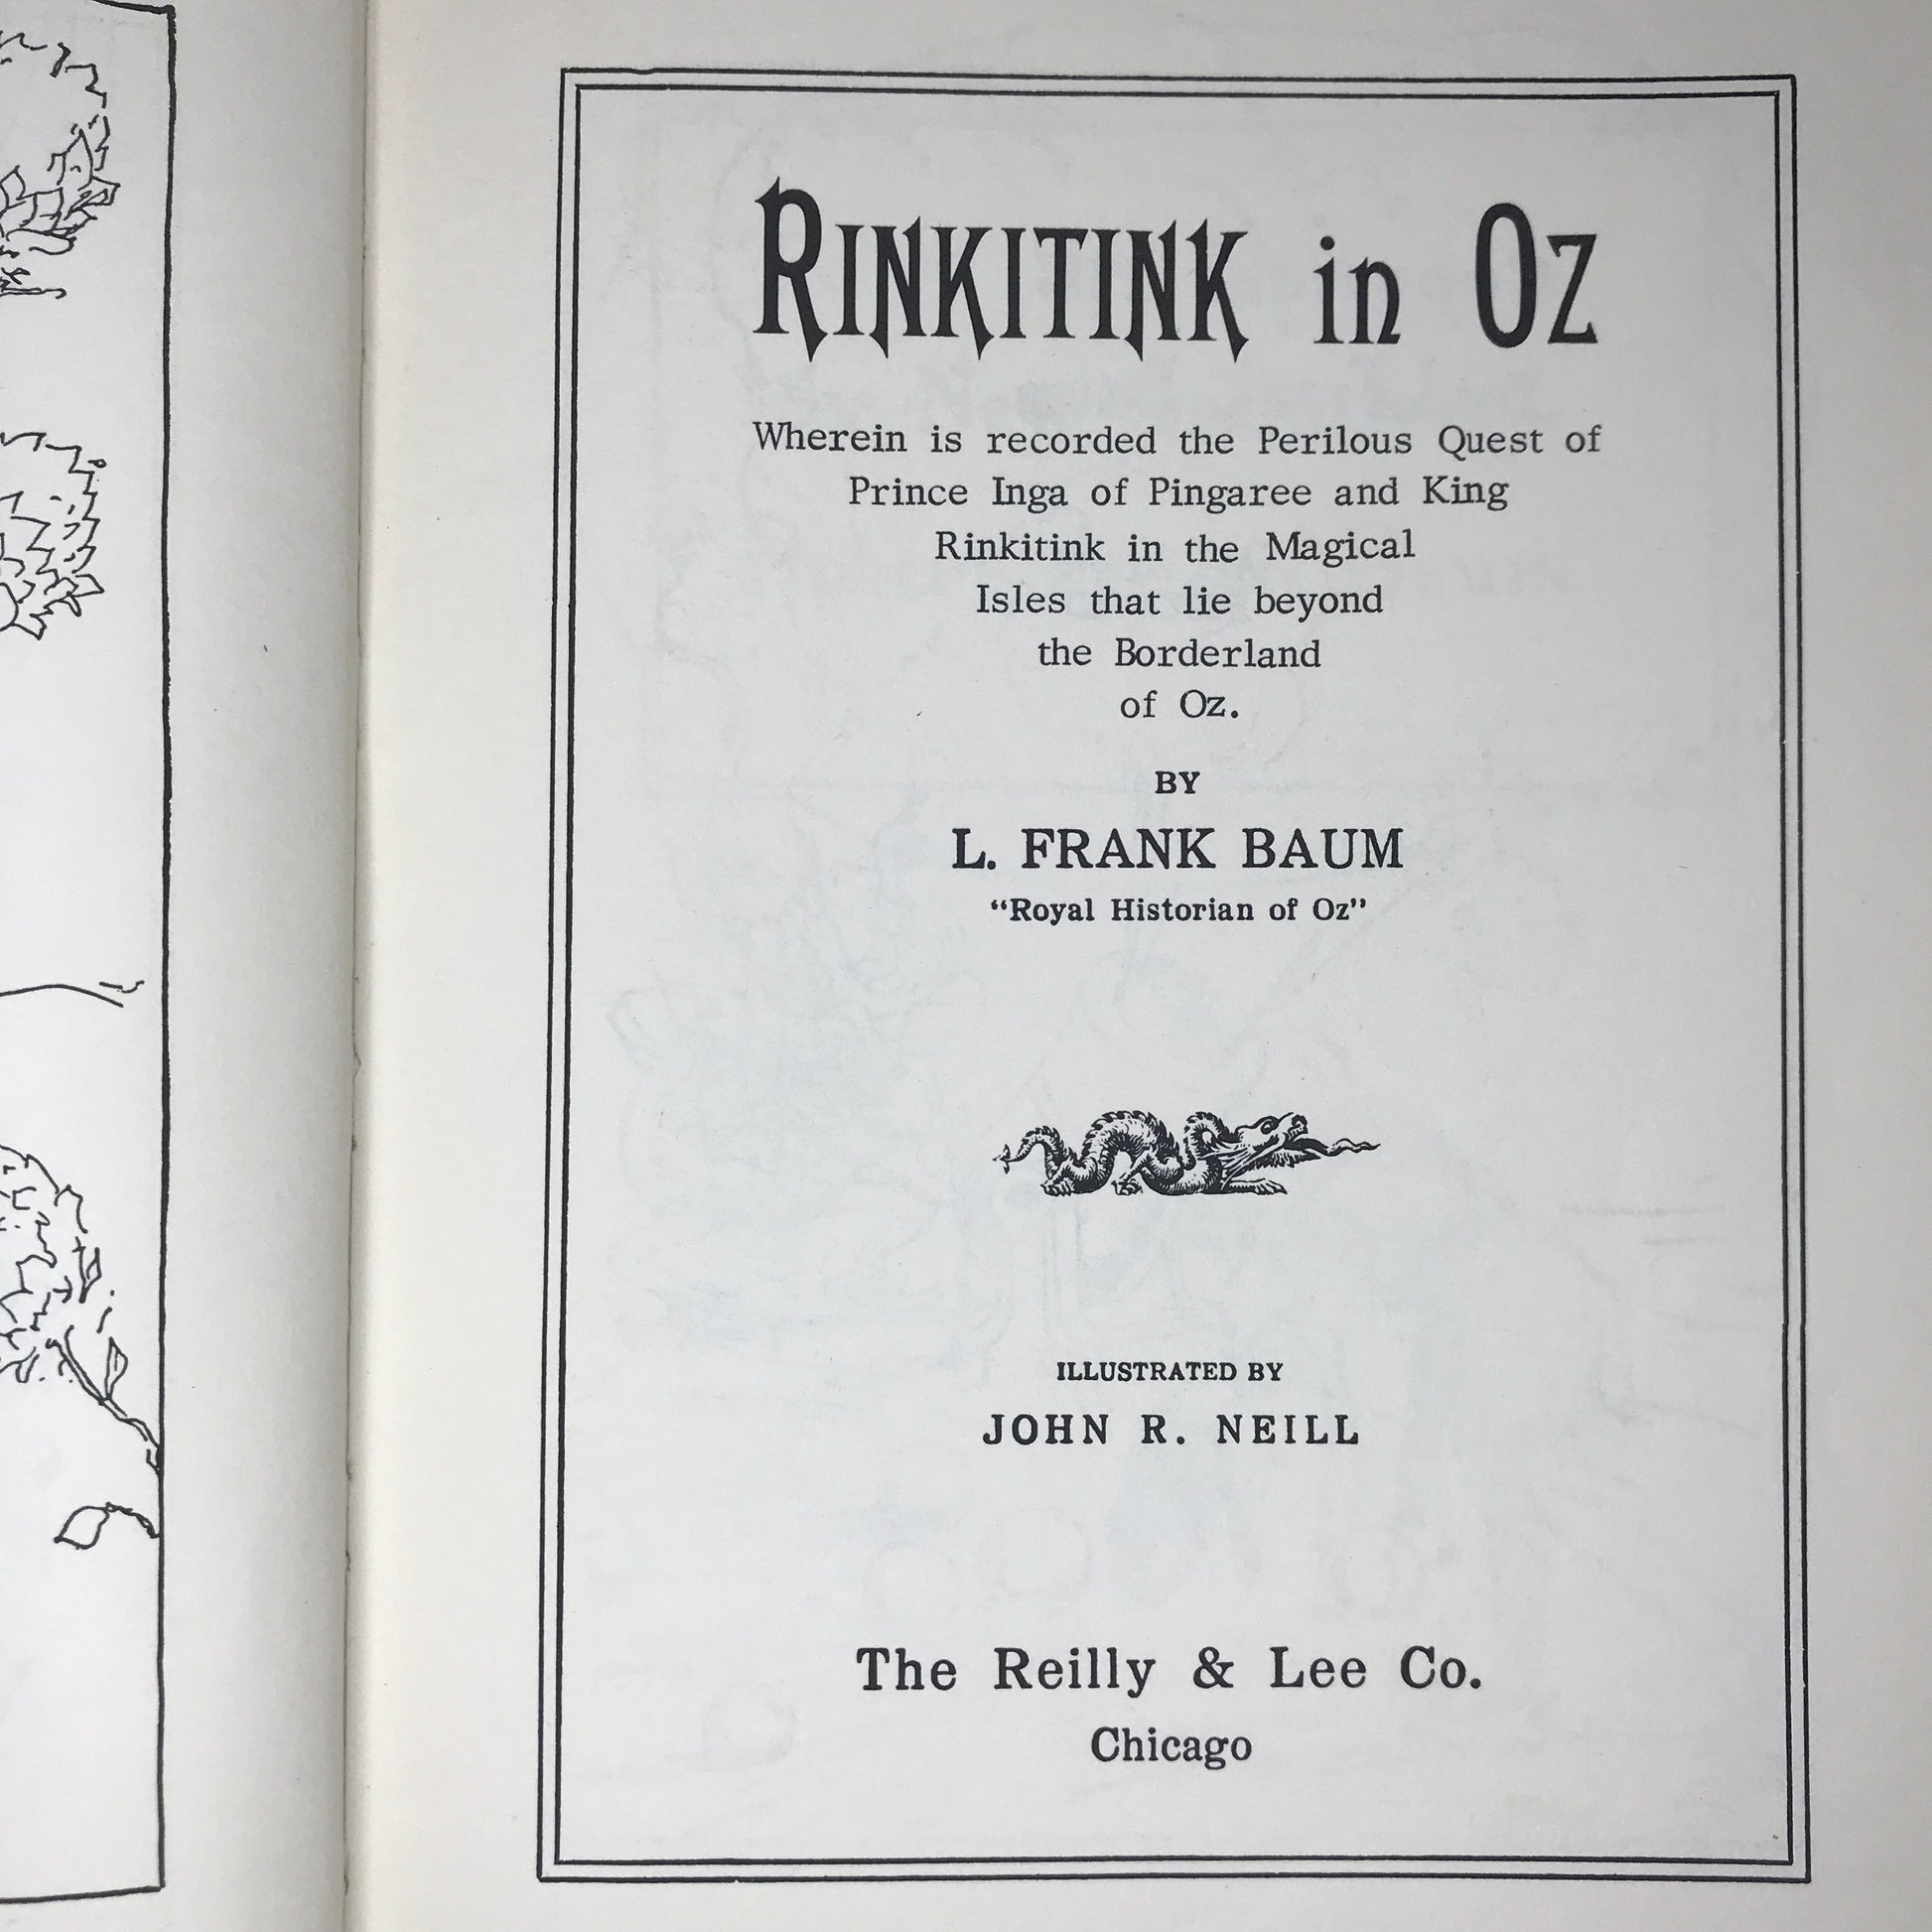 RINKITINK in OZ
Wherein is recorded the Perilous Quest of
Prince Inga of Pingaree and King
Rinkitink in the Magical
Isles that lie beyond
the Borderland
of Oz.
BY
L. FRANK BAUM
“Royal Historian of Oz”
ILLUSTRATED BY
JOHN R. NEILL
The Reilly & Lee Co.
Chicago